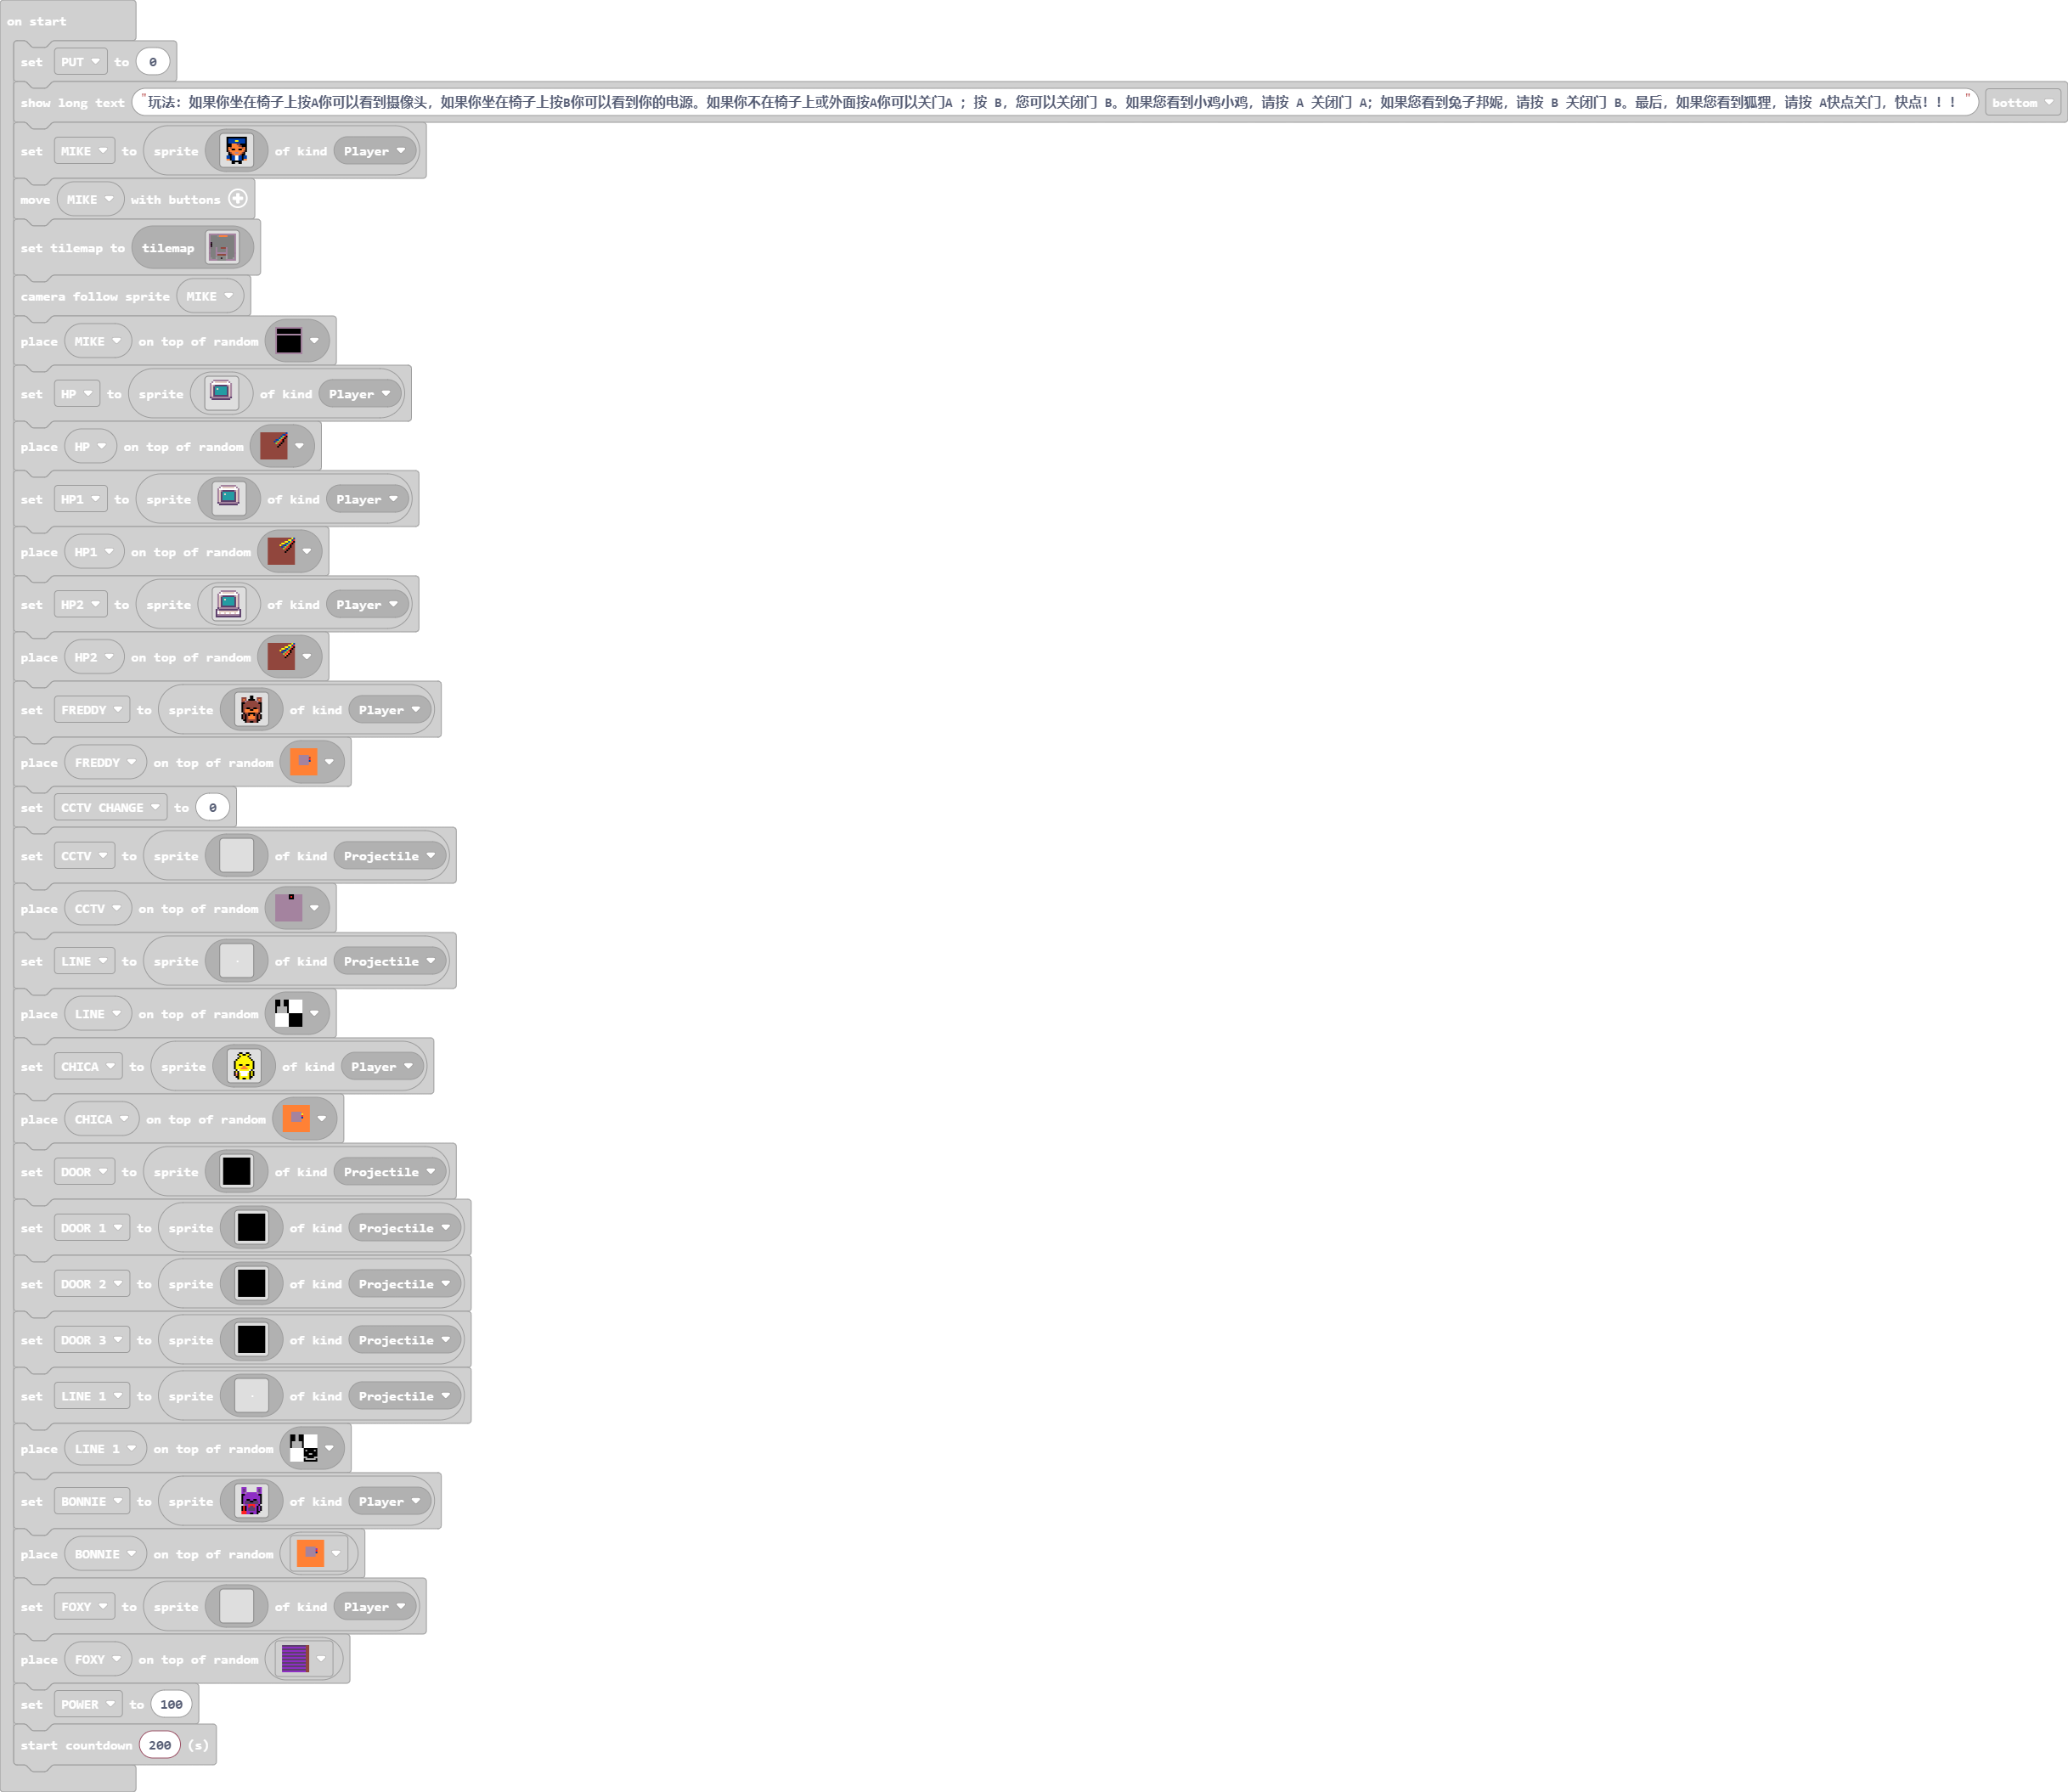 on start
set PUT to 0
show long text "玩法：如果你坐在椅子上按A你可以看到摄像头，如果你坐在椅子上按B你可以看到你的电源。如果你不在椅子上或外面按A你可以关门A ；按 B，您可以关闭门 B。如果您看到小鸡小鸡，请按 A 关闭门 A；如果您看到兔子邦妮，请按 B 关闭门 B。最后，如果您看到狐狸，请按 A快点关门，快点！！！" bottom
set MIKE to sprite of kind Player
move MIKE with buttons
set tilemap to tilemap
camera follow sprite MIKE
place MIKE on top of random
set HP to sprite of kind Player
place HP on top of random
set HP1 to sprite of kind Player
place HP1 on top of random
set HP2 to sprite of kind Player
place HP2 on top of random
set FREDDY to sprite of kind Player
place FREDDY on top of random
set CCTV CHANGE to 0
set CCTV to sprite of kind Projectile
place CCTV on top of random
set LINE to sprite of kind Projectile
place LINE on top of random
set CHICA to sprite of kind Player
place CHICA on top of random
set DOOR to sprite of kind Projectile
set DOOR 1 to sprite of kind Projectile
set DOOR 2 to sprite of kind Projectile
set DOOR 3 to sprite of kind Projectile
set LINE 1 to sprite of kind Projectile
place LINE 1 on top of random
set BONNIE to sprite of kind Player
place BONNIE on top of random
set FOXY to sprite of kind Player
place FOXY on top of random
set POWER to 100
start countdown 200 (s)